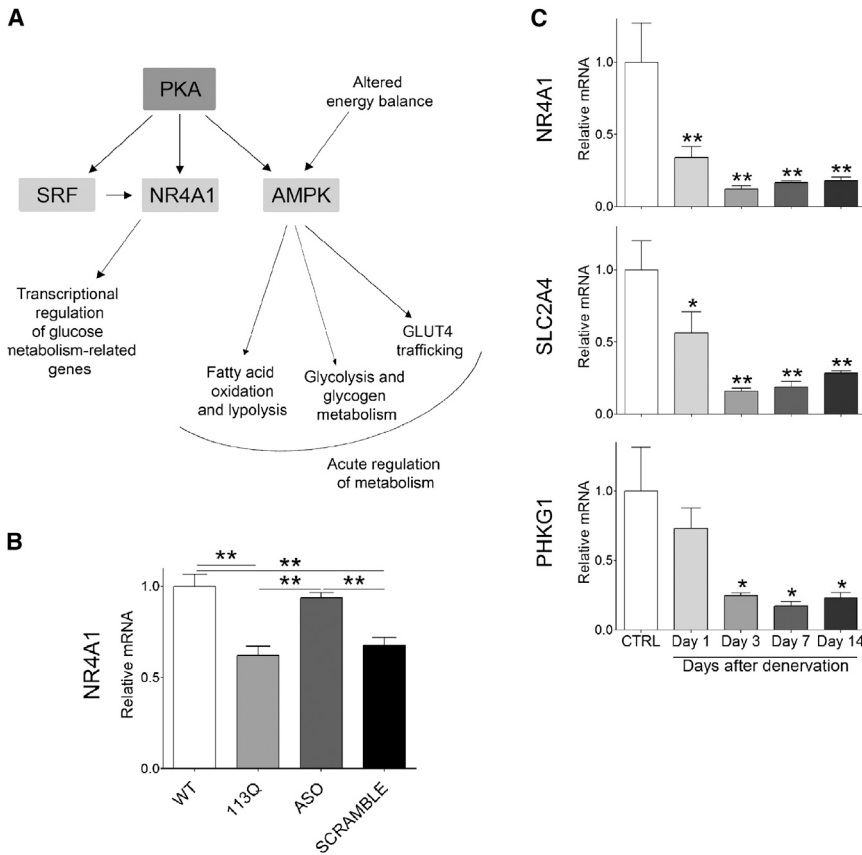 A
PKA
Altered
energy balance
SRF
NR4A1
AMPK
Transcriptional
regulation
of glucose
metabolism-related
genes
GLUT4
trafficking
Fatty acid
oxidation
and lypolysis
Glycolysis and
glycogen
metabolism
Acute regulation
of metabolism
B
NR4A1
Relative mRNA
1.0
0.5
0.0
**
**
**
**
WT
113Q
ASO
SCRAMBLE
C
NR4A1
Relative mRNA
1.0
0.5
0.0
**
**
**
**
SLC2A4
Relative mRNA
1.0
0.5
0.0
*
**
**
**
PHKG1
Relative mRNA
1.0
0.5
0.0
*
*
*
CTRL
Day 1
Day 3
Day 7
Day 14
Days after denervation